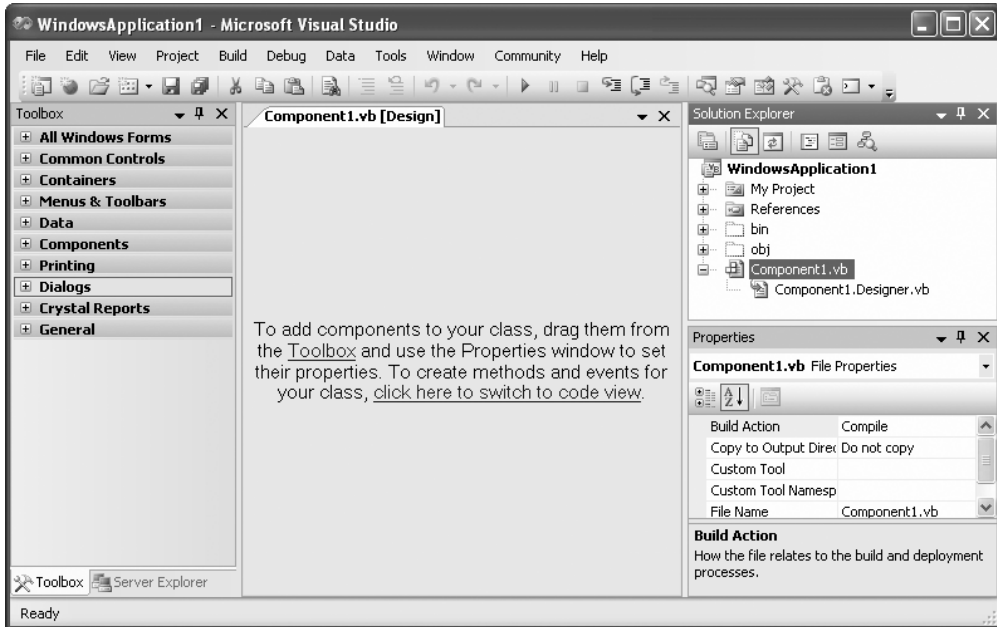 WindowsApplication1 - Microsoft Visual Studio
File Edit View Project Build Debug Data Tools Window Community Help
Toolbox
All Windows Forms
Common Controls
Containers
Menus & Toolbars
Data
Components
Printing
Dialogs
Crystal Reports
General
Toolbox Server Explorer
Component1.vb [Design]
To add components to your class, drag them from
the Toolbox and use the Properties window to set
their properties. To create methods and events for
your class, click here to switch to code view.
Solution Explorer
WindowsApplication1
My Project
References
bin
obj
Component1.vb
Component1.Designer.vb
Properties
Component1.vb File Properties
Build Action Compile
Copy to Output Direc Do not copy
Custom Tool
Custom Tool Namesp
File Name Component1.vb
Build Action
How the file relates to the build and deployment
processes.
Ready